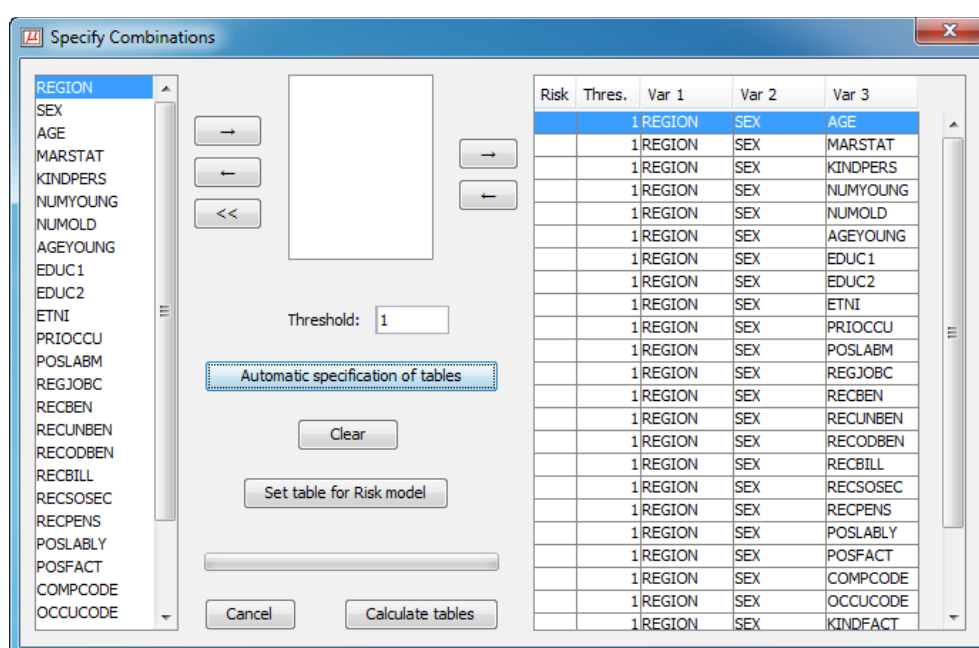 µ Specify Combinations
REGION
SEX
AGE
MARSTAT
KINDPERS
NUMYOUNG
NUMOLD
AGEYOUNG
EDUC1
EDUC2
ETNI
PRIOCCU
POSLABM
REGJOBC
RECBEN
RECUNBEN
RECODBEN
RECBILL
RECSOSEC
RECPENS
POSLABLY
POSFACT
COMPCODE
OCCUCODE
→
←
<<
→
←
Threshold: 1
Automatic specification of tables
Clear
Set table for Risk model
Cancel Calculate tables
Risk Thres. Var 1 Var 2 Var 3
1 REGION SEX AGE
1 REGION SEX MARSTAT
1 REGION SEX KINDPERS
1 REGION SEX NUMYOUNG
1 REGION SEX NUMOLD
1 REGION SEX AGEYOUNG
1 REGION SEX EDUC1
1 REGION SEX EDUC2
1 REGION SEX ETNI
1 REGION SEX PRIOCCU
1 REGION SEX POSLABM
1 REGION SEX REGJOBC
1 REGION SEX RECBEN
1 REGION SEX RECUNBEN
1 REGION SEX RECODBEN
1 REGION SEX RECBILL
1 REGION SEX RECSOSEC
1 REGION SEX RECPENS
1 REGION SEX POSLABLY
1 REGION SEX POSFACT
1 REGION SEX COMPCODE
1 REGION SEX OCCUCODE
1 REGION SEX KINDFACT